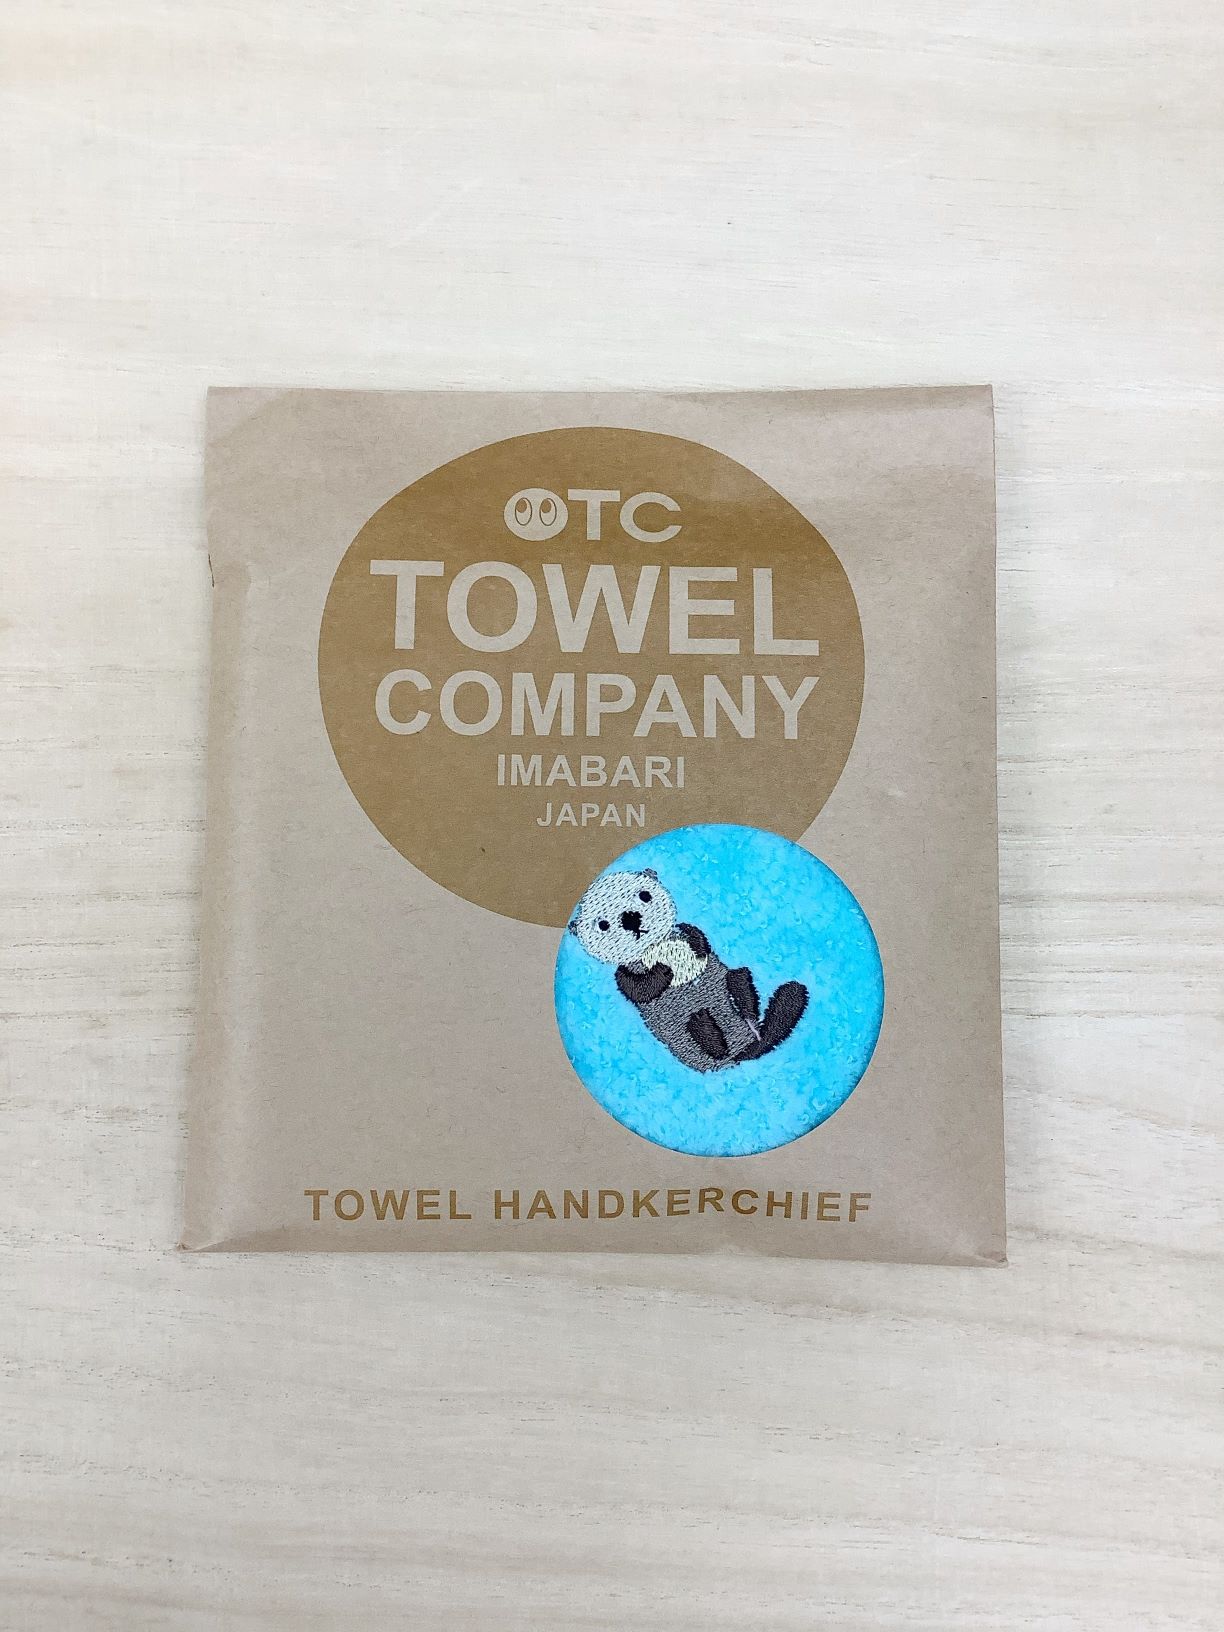 OTC
TOWEL
COMPANY
IMABARI
JAPAN
TOWEL HANDKERCHIEF